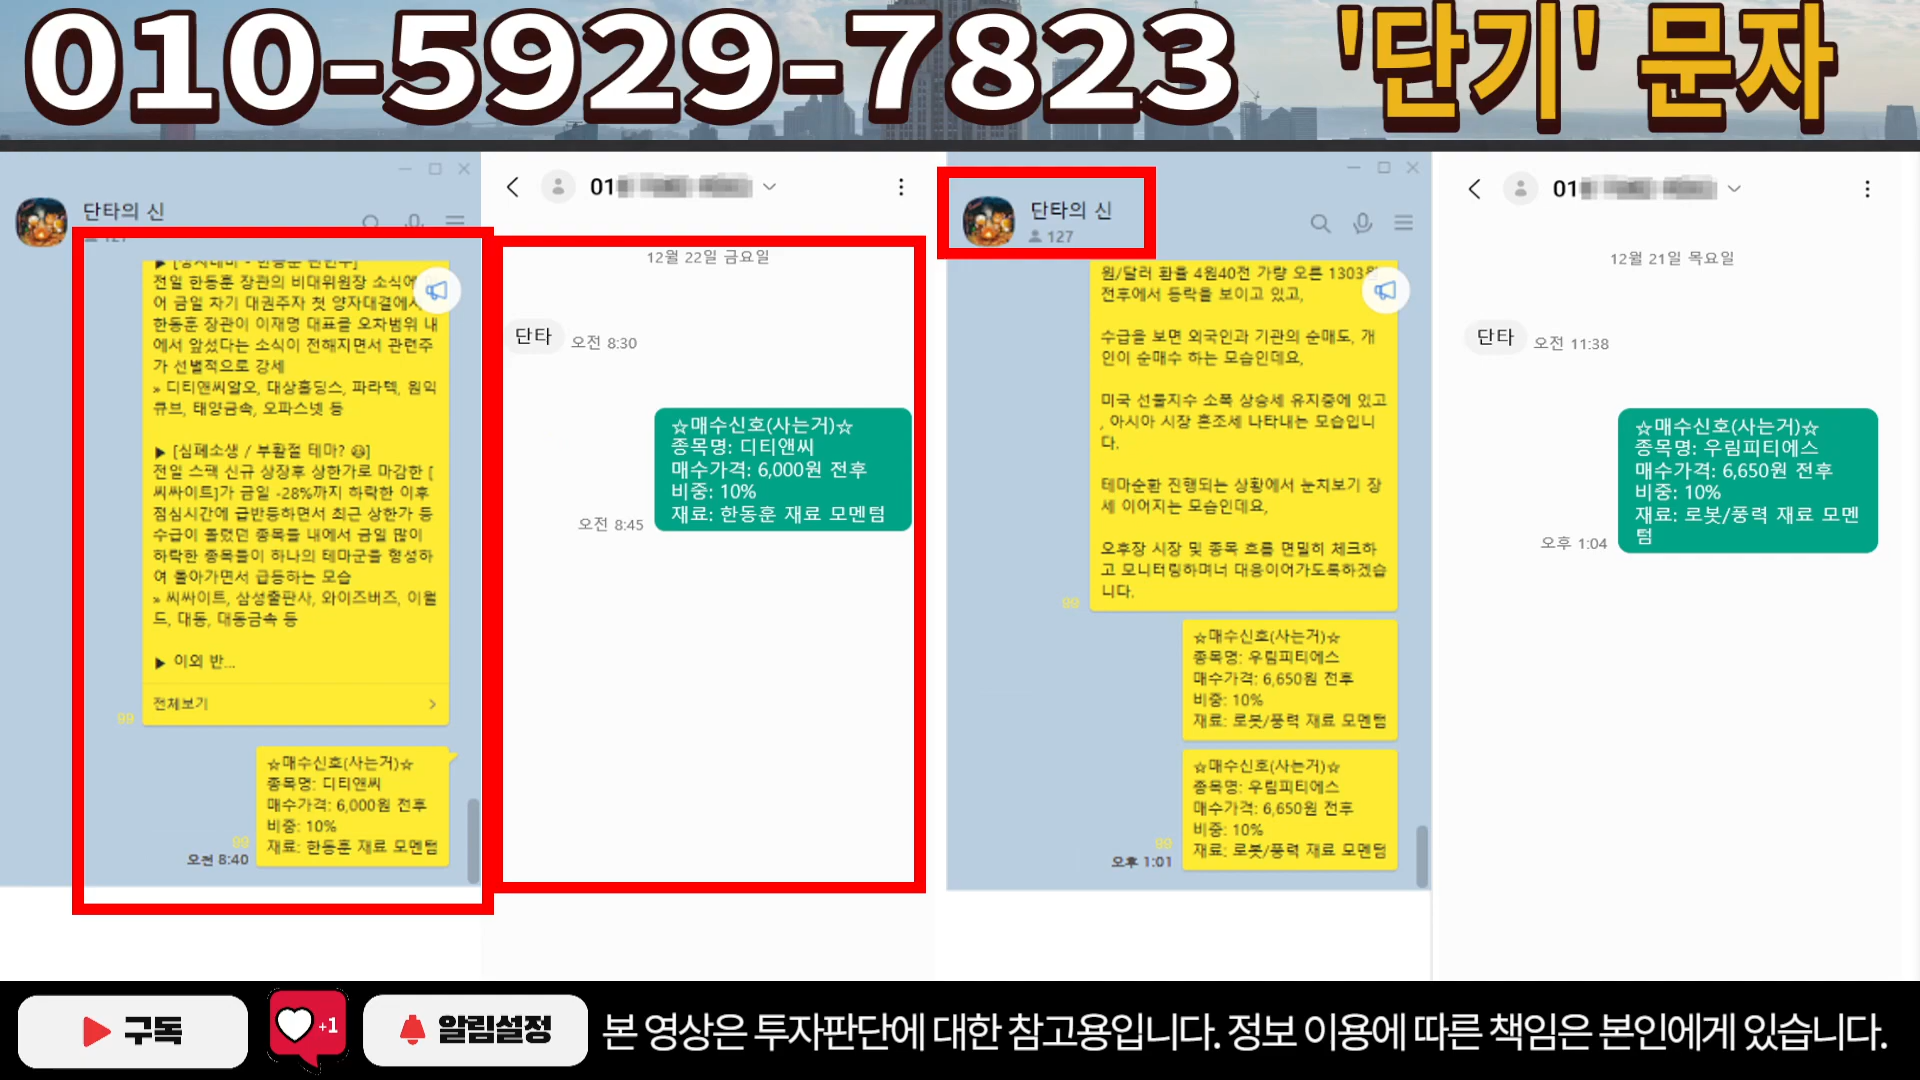 010-5929-7823 '단기' 문자
단타의 신
127
전일 한동훈 장관의 비대위원장 소식에
어 금일 차기 대권주자 첫 양자대결에서
한동훈 장관이 이재명 대표를 오차범위 내
에서 앞섰다는 소식이 전해지면서 관련주
가 선별적으로 강세
» 디티앤씨알오, 대상홀딩스, 파라텍, 원익
큐브, 태양금속, 오파스넷 등
▶ [심폐소생 / 부활절 테마? ]
전일 스팩 신규 상장후 상한가로 마감한 [
씨싸이트]가 금일 -28%까지 하락한 이후
점심시간에 급반등하면서 최근 상한가 등
수급이 몰렸던 종목들 내에서 금일 많이
하락한 종목들이 하나의 테마군을 형성하
여 돌아가면서 급등하는 모습
» 씨싸이트, 삼성출판사, 와이즈버즈, 이월
드, 대동, 대동금속 등
▶ 이외 반...
전체보기
99
☆매수신호(사는거)☆
종목명: 디티앤씨
매수가격: 6,000원 전후
비중: 10%
재료: 한동훈 재료 모멘텀
99
오전 8:40
01
12월 22일 금요일
단타 오전 8:30
☆매수신호(사는거)☆
종목명: 디티앤씨
매수가격: 6,000원 전후
비중: 10%
재료: 한동훈 재료 모멘텀
오전 8:45
단타의 신
127
원/달러 환율 4원40전 가량 오른 1303원
전후에서 등락을 보이고 있고,
수급을 보면 외국인과 기관의 순매도, 개
인이 순매수 하는 모습인데요,
미국 선물지수 소폭 상승세 유지중에 있고
, 아시아 시장 혼조세 나타내는 모습입니
다.
테마순환 진행되는 상황에서 눈치보기 장
세 이어지는 모습인데요,
오후장 시장 및 종목 흐름 면밀히 체크하
고 모니터링하며너 대응이어가도록하겠습
니다.
99
☆매수신호(사는거)☆
종목명: 우림피티에스
매수가격: 6,650원 전후
비중: 10%
재료: 로봇/풍력 재료 모멘텀
☆매수신호(사는거)☆
종목명: 우림피티에스
매수가격: 6,650원 전후
비중: 10%
재료: 로봇/풍력 재료 모멘텀
99
오후 1:01
01
12월 21일 목요일
단타 오전 11:38
☆매수신호(사는거)☆
종목명: 우림피티에스
매수가격: 6,650원 전후
비중: 10%
재료: 로봇/풍력 재료 모멘
텀
오후 1:04
구독
+1
알림설정
본 영상은 투자판단에 대한 참고용입니다. 정보 이용에 따른 책임은 본인에게 있습니다.